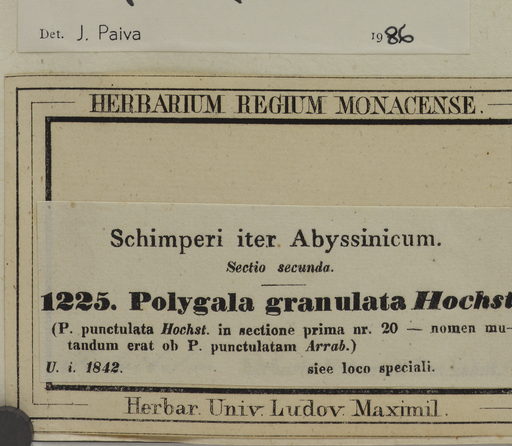 Det. J. Paiva 1986
HERBARIUM REGIUM MONACENSE.
Schimperi iter Abyssinicum.
Sectio secunda.
1225. Polygala granulata Hochst
(P. punctulata Hochst. in sectione prima nr. 20 — nomen mu-
tandum erat ob P. punctulatam Arrab.)
U. i. 1842. siee loco speciali.
Herbar. Univ. Ludov. Maximil.